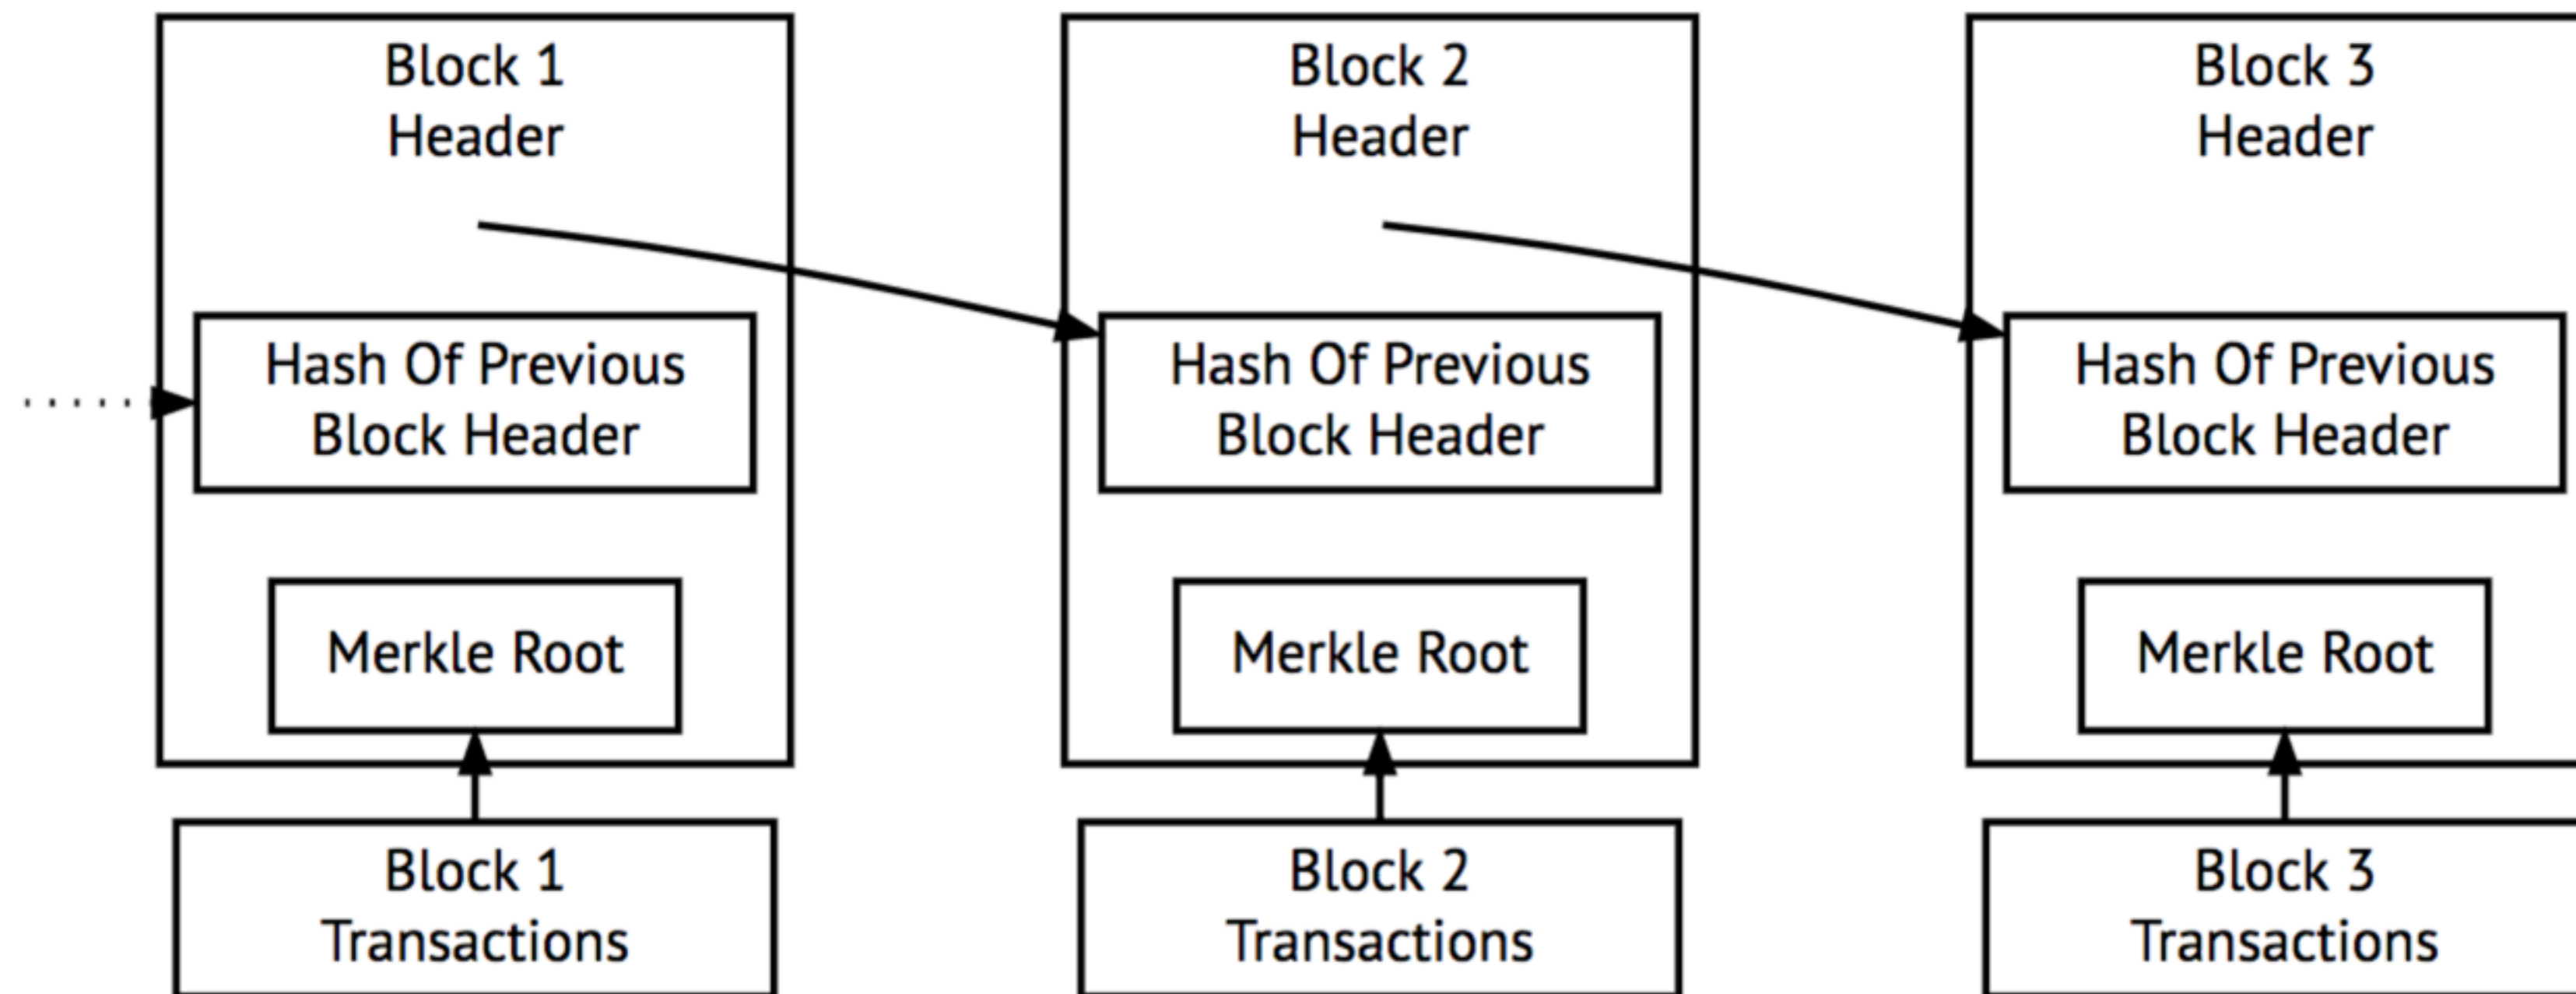 Block 1
Header
Hash Of Previous
Block Header
Merkle Root
Block 1
Transactions
Block 2
Header
Hash Of Previous
Block Header
Merkle Root
Block 2
Transactions
Block 3
Header
Hash Of Previous
Block Header
Merkle Root
Block 3
Transactions